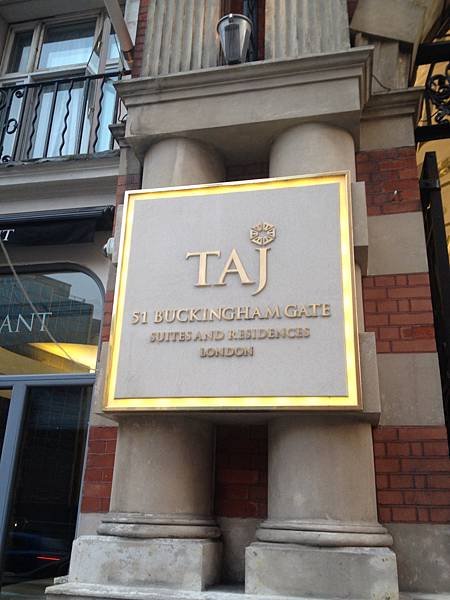 TAJ
51 BUCKINGHAM GATE
SUITES AND RESIDENCES
LONDON
ANT